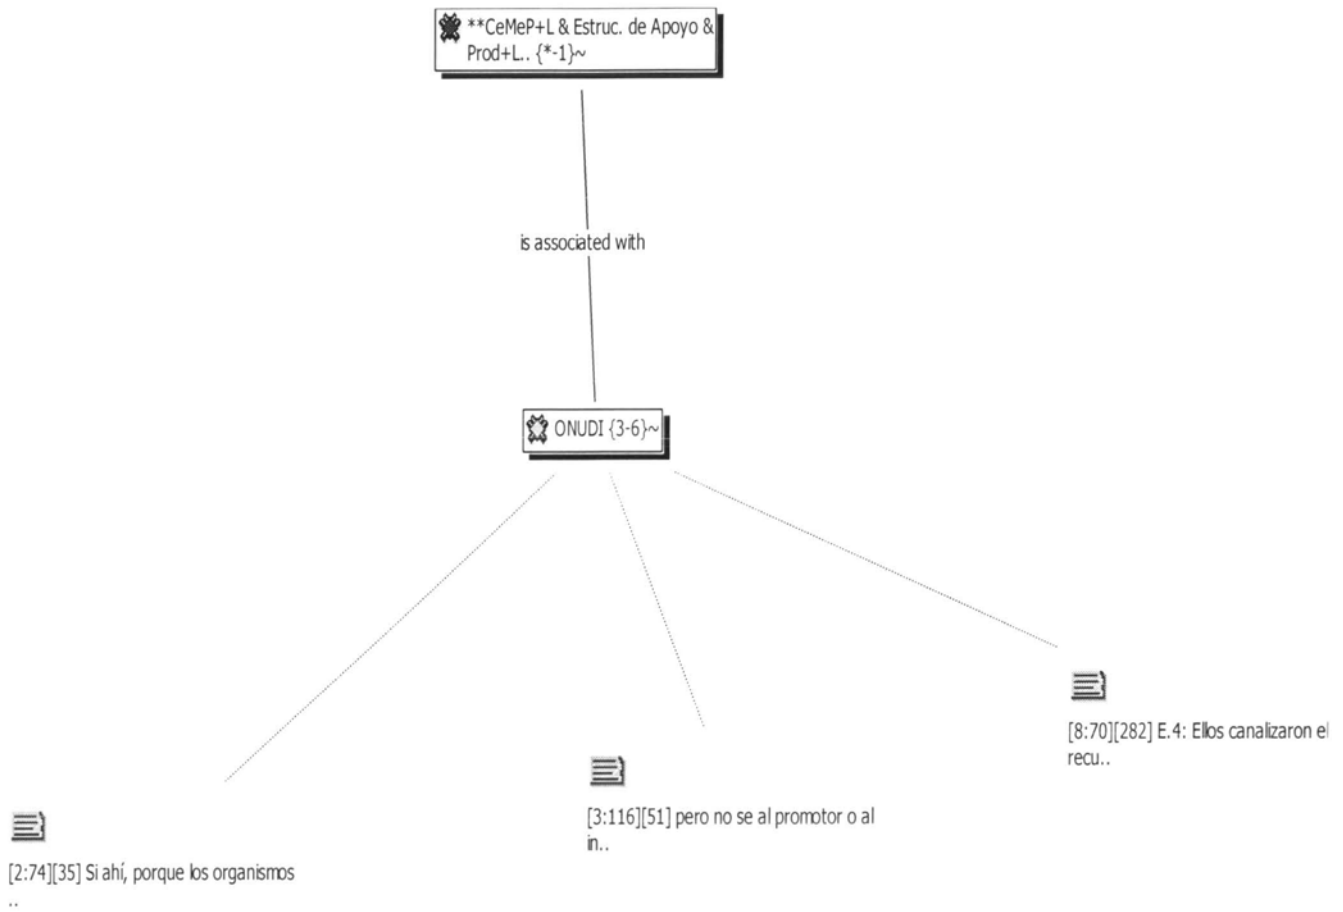 **CeMeP+L & Estruc. de Apoyo &
Prod+L.. {*-1}~
is associated with
ONUDI {3-6}~
[8:70][282] E.4: Ellos canalizaron el
recu..
[3:116][51] pero no se al promotor o al
in..
[2:74][35] Si ahí, porque los organismos
..